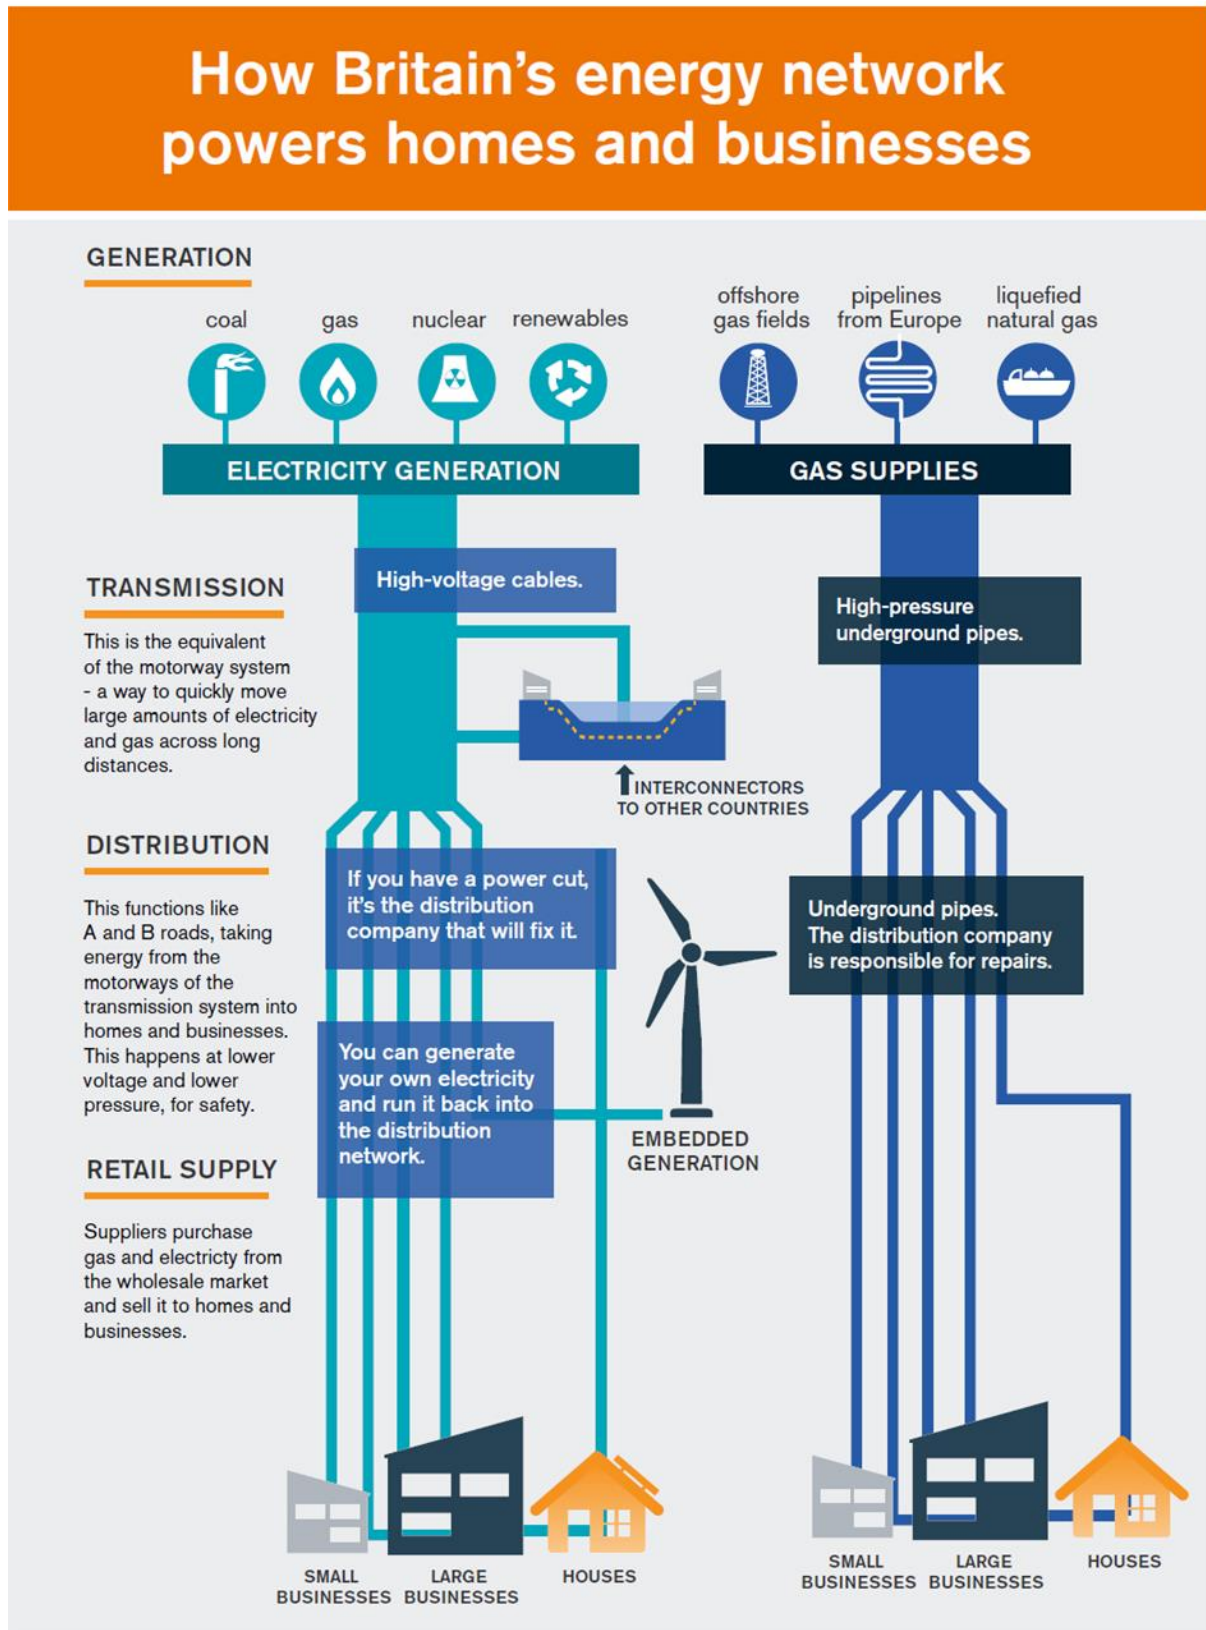 How Britain's energy network
powers homes and businesses
GENERATION
coal
gas
nuclear
renewables
offshore
gas fields
pipelines
from Europe
liquefied
natural gas
ELECTRICITY GENERATION
GAS SUPPLIES
TRANSMISSION
This is the equivalent
of the motorway system
- a way to quickly move
large amounts of electricity
and gas across long
distances.
High-voltage cables.
High-pressure
underground pipes.
INTERCONNECTORS
TO OTHER COUNTRIES
DISTRIBUTION
This functions like
A and B roads, taking
energy from the
motorways of the
transmission system into
homes and businesses.
This happens at lower
voltage and lower
pressure, for safety.
If you have a power cut,
it's the distribution
company that will fix it.
Underground pipes.
The distribution company
is responsible for repairs.
You can generate
your own electricity
and run it back into
the distribution
network.
EMBEDDED
GENERATION
RETAIL SUPPLY
Suppliers purchase
gas and electricty from
the wholesale market
and sell it to homes and
businesses.
SMALL
BUSINESSES
LARGE
BUSINESSES
HOUSES
SMALL
BUSINESSES
LARGE
BUSINESSES
HOUSES